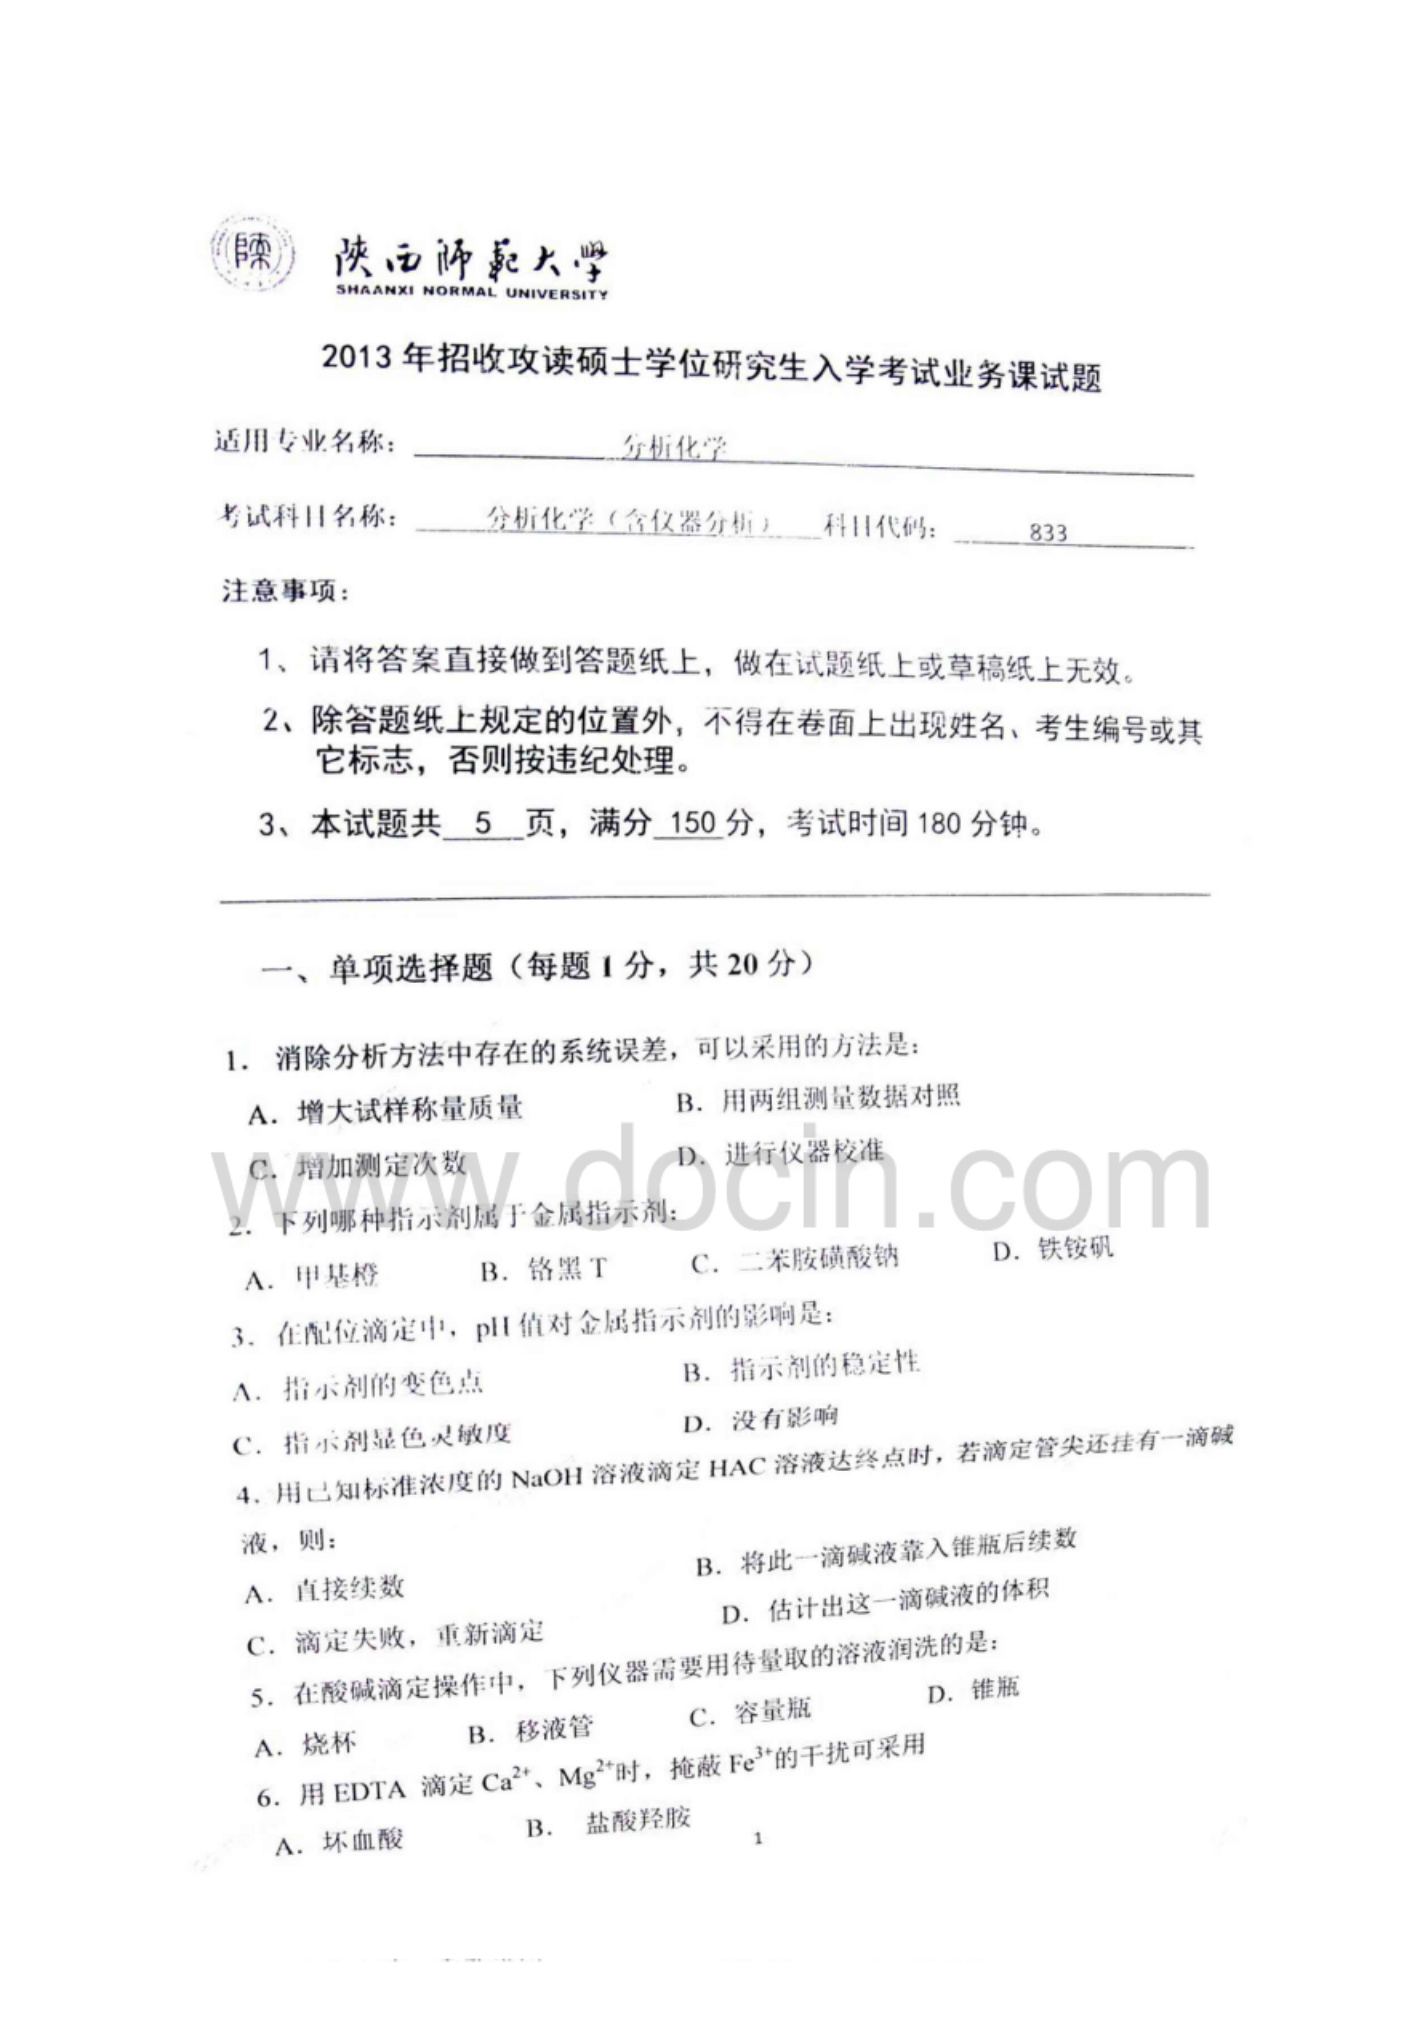 陕西师范大学
SHAANXI NORMAL UNIVERSITY
2013年招收攻读硕士学位研究生入学考试业务课试题
适用专业名称： 分析化学
考试科目名称： 分析化学（含仪器分析） 科目代码： 833
注意事项：
1、请将答案直接做到答题纸上，做在试题纸上或草稿纸上无效。
2、除答题纸上规定的位置外，不得在卷面上出现姓名、考生编号或其
它标志，否则按违纪处理。
3、本试题共 5 页，满分 150 分，考试时间 180 分钟。
一、单项选择题（每题 1 分，共 20 分）
1． 消除分析方法中存在的系统误差，可以采用的方法是：
A．增大试样称量质量 B．用两组测量数据对照
C．增加测定次数 D．进行仪器校准
www.docin.com
2．下列哪种指示剂属于金属指示剂：
A．甲基橙 B．铬黑 T C．二苯胺磺酸钠 D．铁铵矾
3．在配位滴定中，pH 值对金属指示剂的影响是：
A．指示剂的变色点 B．指示剂的稳定性
C．指示剂显色灵敏度 D．没有影响
4．用已知标准浓度的 NaOH 溶液滴定 HAC 溶液达终点时，若滴定管尖还挂有一滴碱
液，则：
A．直接续数 B．将此一滴碱液靠入锥瓶后续数
C．滴定失败，重新滴定 D．估计出这一滴碱液的体积
5．在酸碱滴定操作中，下列仪器需要用待量取的溶液润洗的是：
A．烧杯 B．移液管 C．容量瓶 D．锥瓶
6．用 EDTA 滴定 Ca²⁺、Mg²⁺时，掩蔽 Fe³⁺的干扰可采用
A．坏血酸 B． 盐酸羟胺
1